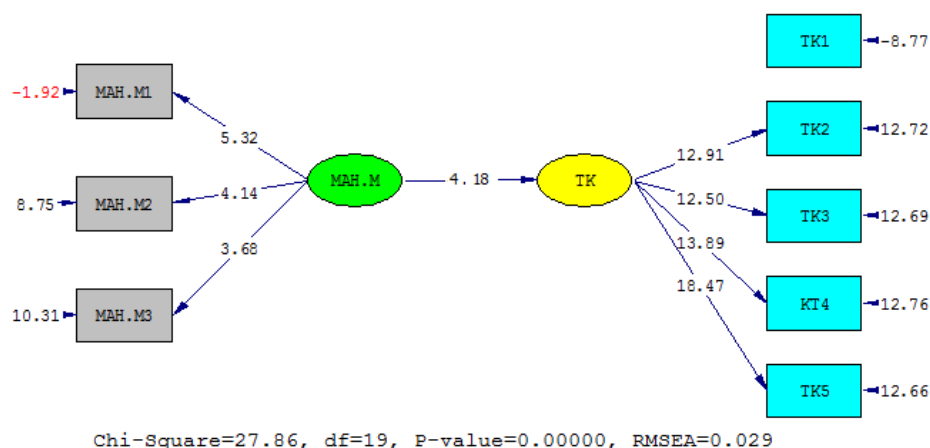 TK1
-8.77
-1.92
MAH.M1
5.32
TK2
12.72
12.91
MAH.M
4.18
TK
8.75
MAH.M2
4.14
12.50
TK3
12.69
3.68
13.89
18.47
10.31
MAH.M3
KT4
12.76
TK5
12.66
Chi-Square=27.86, df=19, P-value=0.00000, RMSEA=0.029